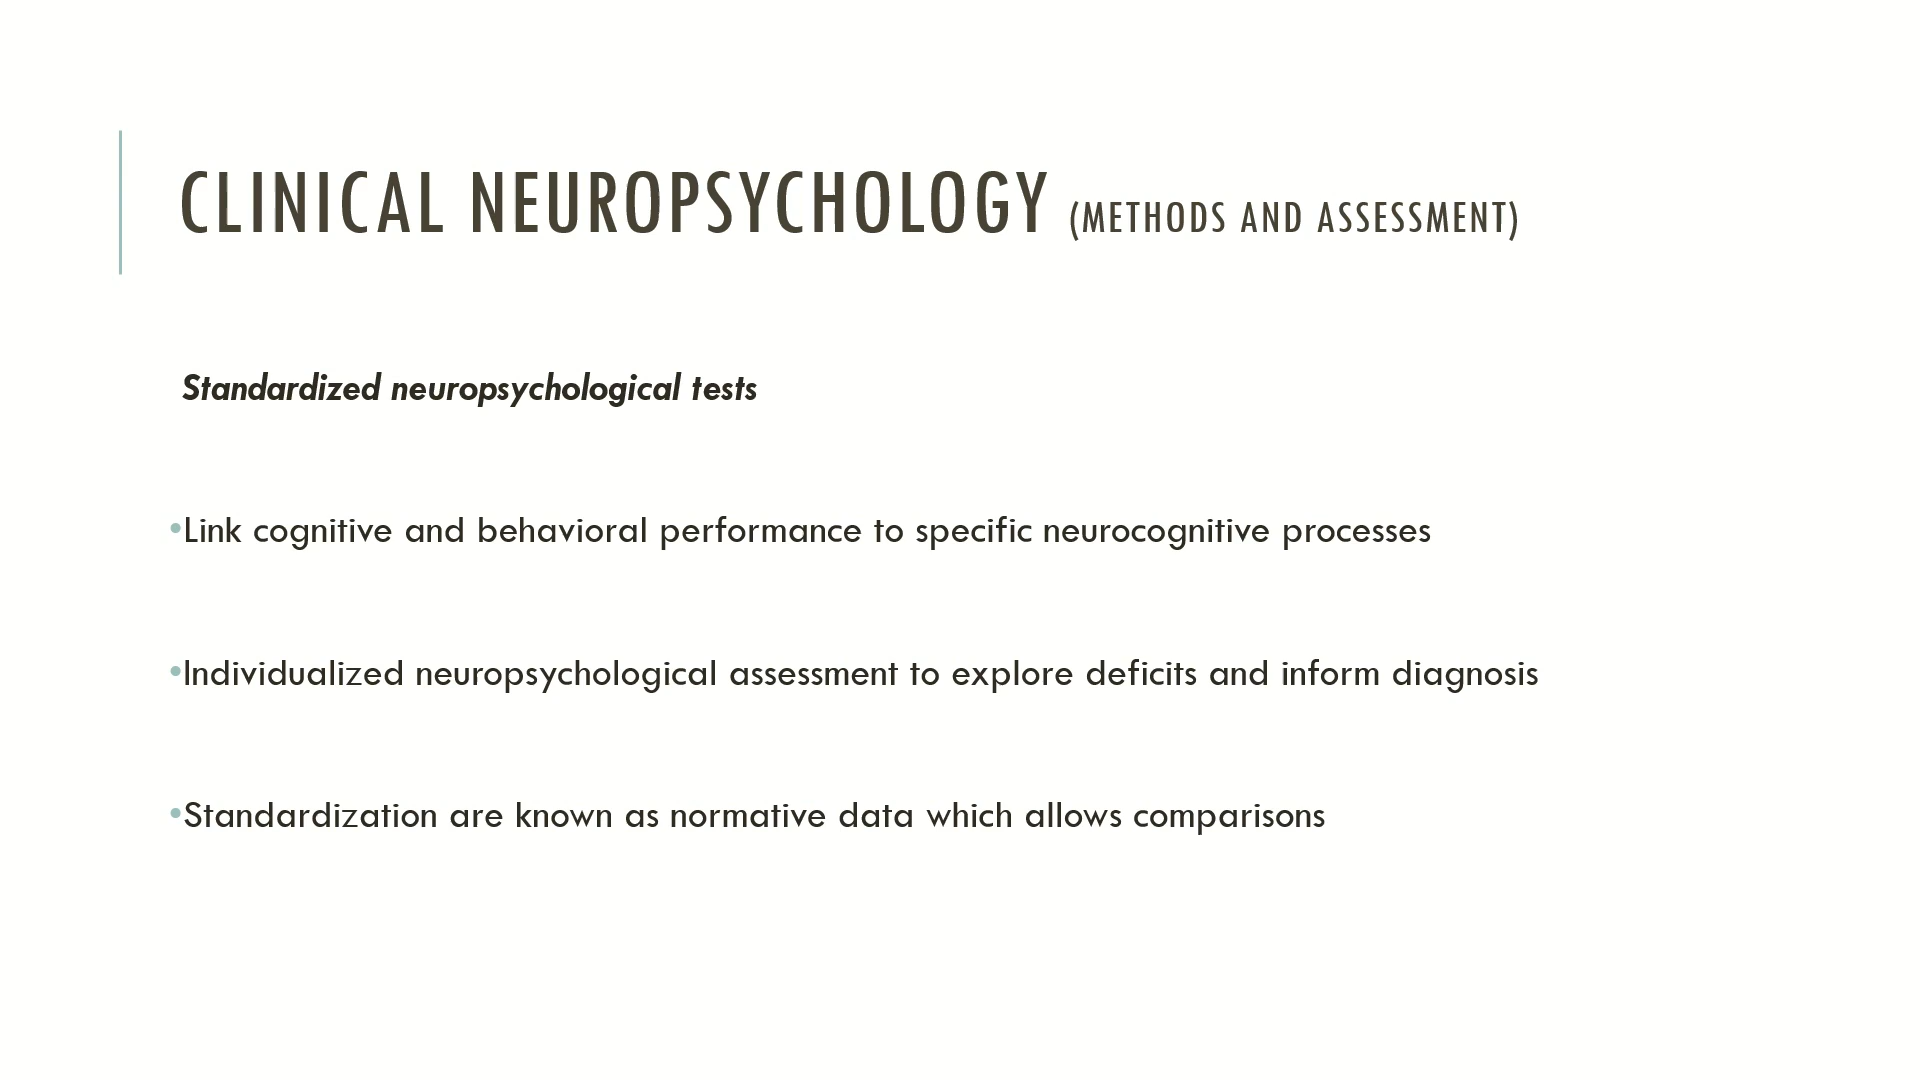 CLINICAL NEUROPSYCHOLOGY (METHODS AND ASSESSMENT)
Standardized neuropsychological tests
•Link cognitive and behavioral performance to specific neurocognitive processes
•Individualized neuropsychological assessment to explore deficits and inform diagnosis
•Standardization are known as normative data which allows comparisons